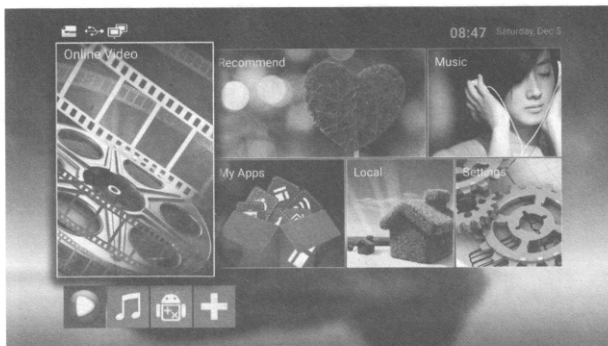 08:47 Saturday, Dec 5
Online Video
Recommend
Music
My Apps
Local
Settings